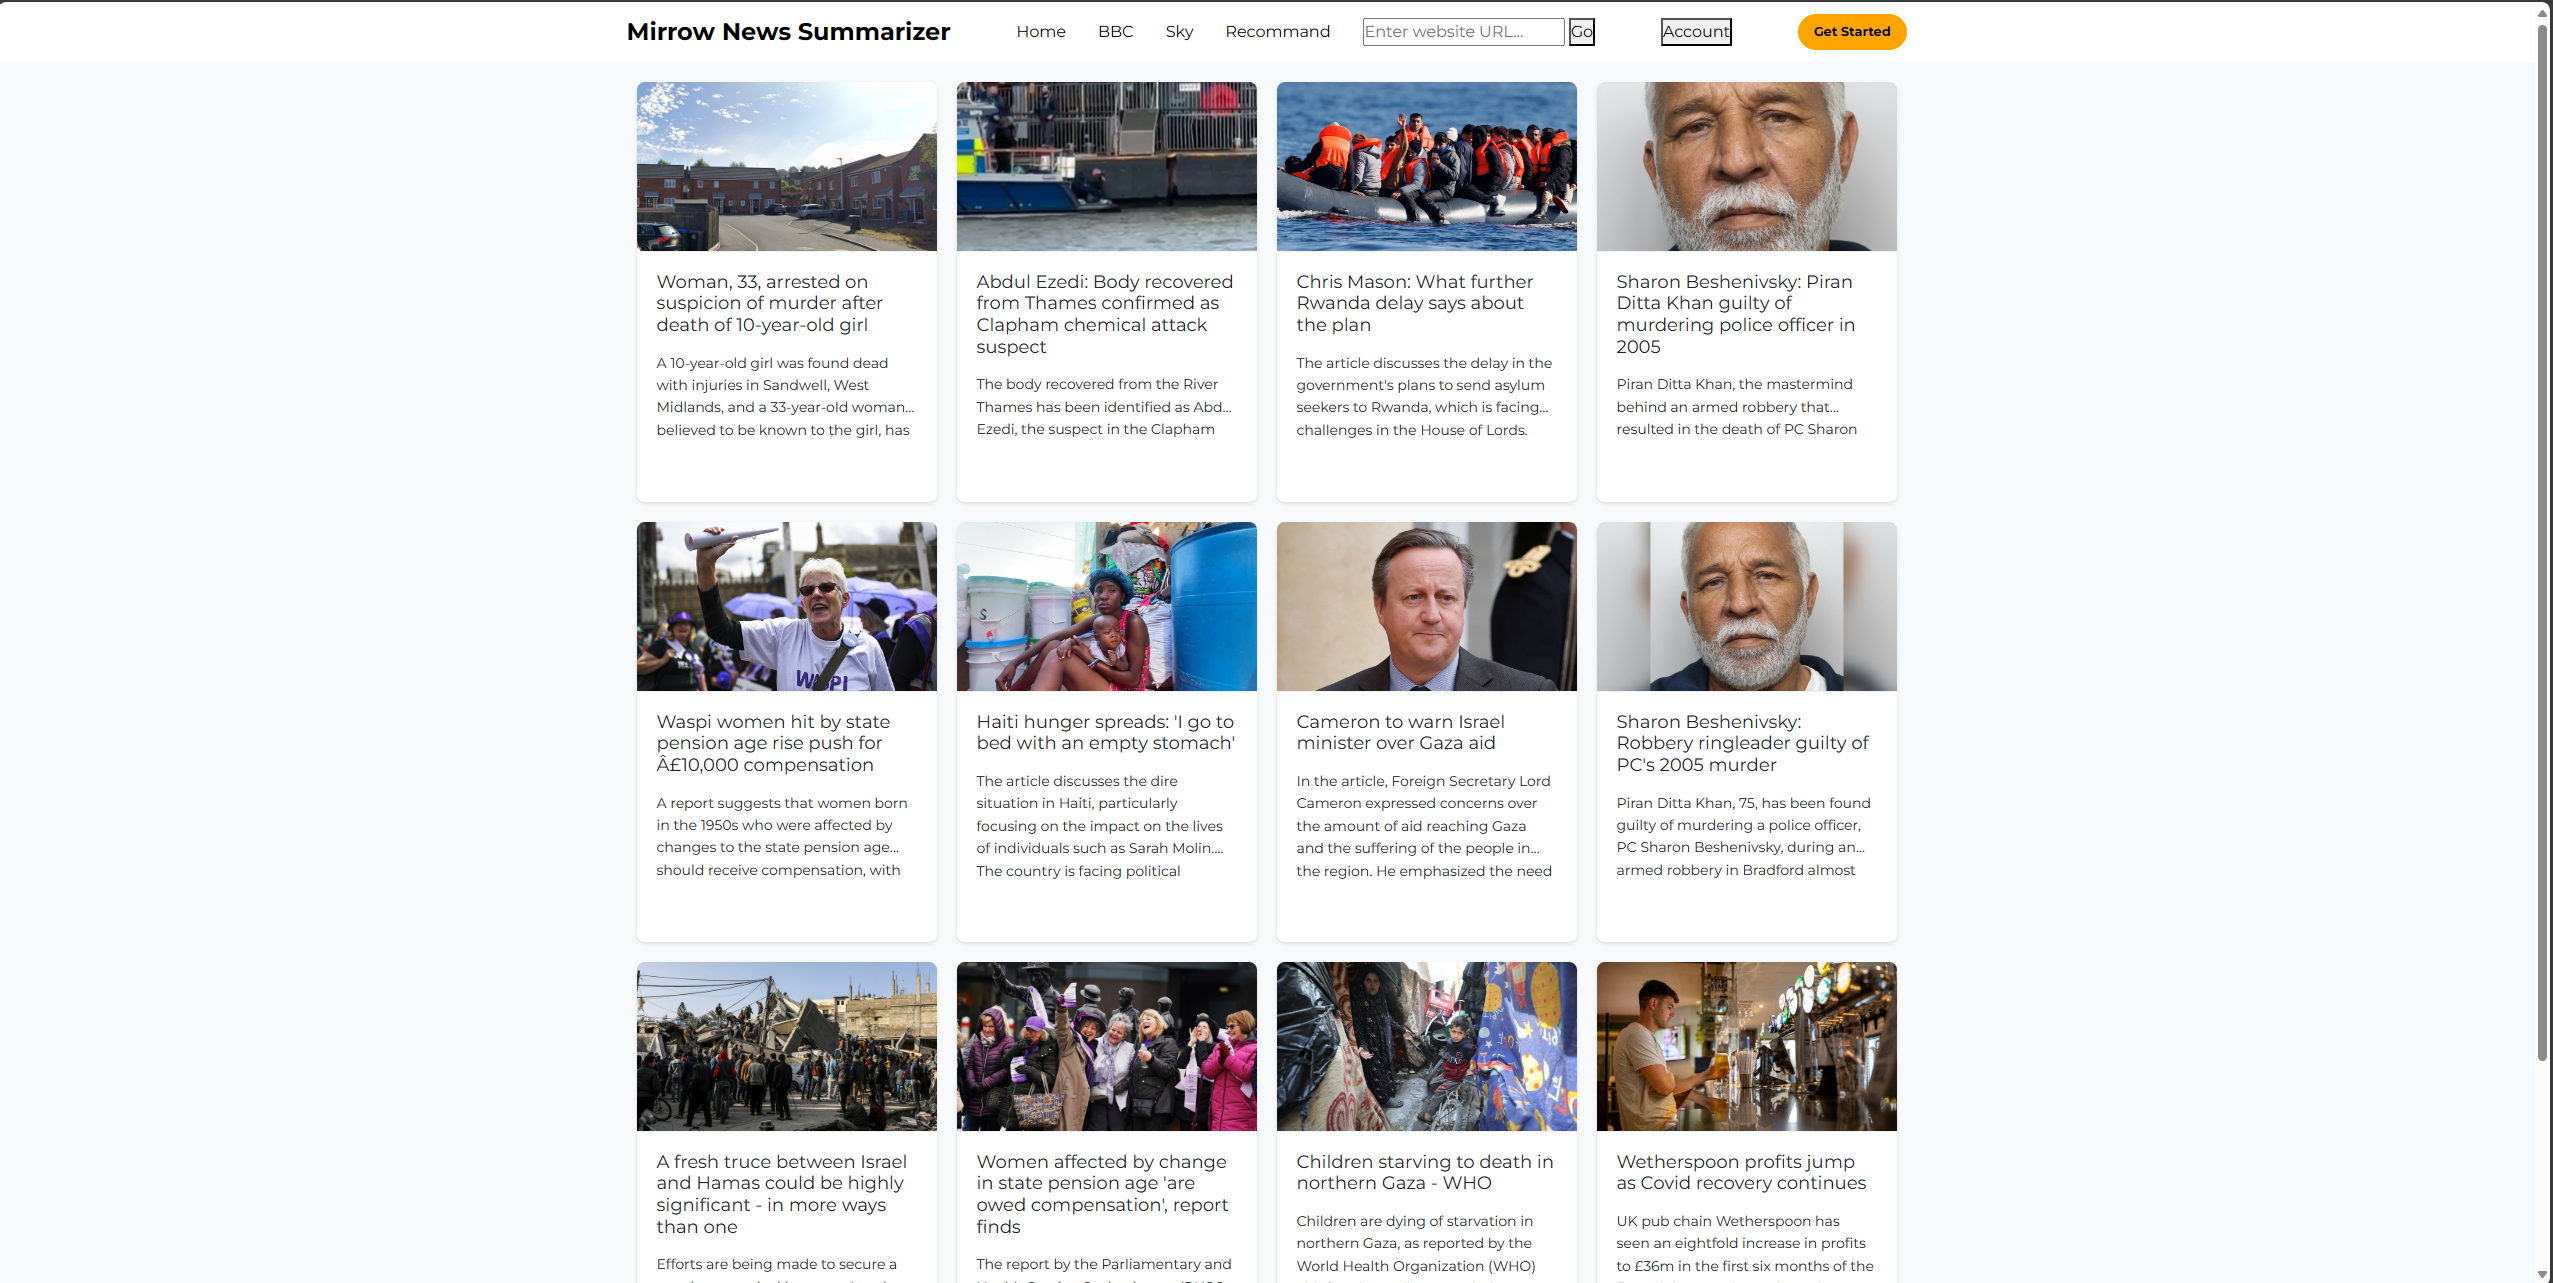 Mirrow News Summarizer Home BBC Sky Recommand Enter website URL... Go Account Get Started
Woman, 33, arrested on
suspicion of murder after
death of 10-year-old girl
A 10-year-old girl was found dead
with injuries in Sandwell, West
Midlands, and a 33-year-old woman...
believed to be known to the girl, has
Abdul Ezedi: Body recovered
from Thames confirmed as
Clapham chemical attack
suspect
The body recovered from the River
Thames has been identified as Abd...
Ezedi, the suspect in the Clapham
Chris Mason: What further
Rwanda delay says about
the plan
The article discusses the delay in the
government's plans to send asylum
seekers to Rwanda, which is facing...
challenges in the House of Lords.
Sharon Beshenivsky: Piran
Ditta Khan guilty of
murdering police officer in
2005
Piran Ditta Khan, the mastermind
behind an armed robbery that...
resulted in the death of PC Sharon
WASPI
Waspi women hit by state
pension age rise push for
Â£10,000 compensation
A report suggests that women born
in the 1950s who were affected by
changes to the state pension age...
should receive compensation, with
Haiti hunger spreads: 'I go to
bed with an empty stomach'
The article discusses the dire
situation in Haiti, particularly
focusing on the impact on the lives
of individuals such as Sarah Molin....
The country is facing political
Cameron to warn Israel
minister over Gaza aid
In the article, Foreign Secretary Lord
Cameron expressed concerns over
the amount of aid reaching Gaza
and the suffering of the people in...
the region. He emphasized the need
Sharon Beshenivsky:
Robbery ringleader guilty of
PC's 2005 murder
Piran Ditta Khan, 75, has been found
guilty of murdering a police officer,
PC Sharon Beshenivsky, during an...
armed robbery in Bradford almost
A fresh truce between Israel
and Hamas could be highly
significant - in more ways
than one
Efforts are being made to secure a
Women affected by change
in state pension age 'are
owed compensation', report
finds
The report by the Parliamentary and
Children starving to death in
northern Gaza - WHO
Children are dying of starvation in
northern Gaza, as reported by the
World Health Organization (WHO)
Wetherspoon profits jump
as Covid recovery continues
UK pub chain Wetherspoon has
seen an eightfold increase in profits
to £36m in the first six months of the